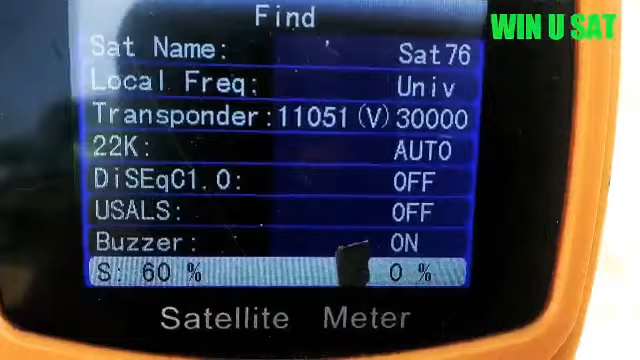 Find
WIN U SAT
Sat Name: Sat76
Local Freq: Univ
Transponder:11051(V)30000
22K: AUTO
DiSEqC1.0: OFF
USALS: OFF
Buzzer: ON
S: 60 % 0 %
Satellite Meter